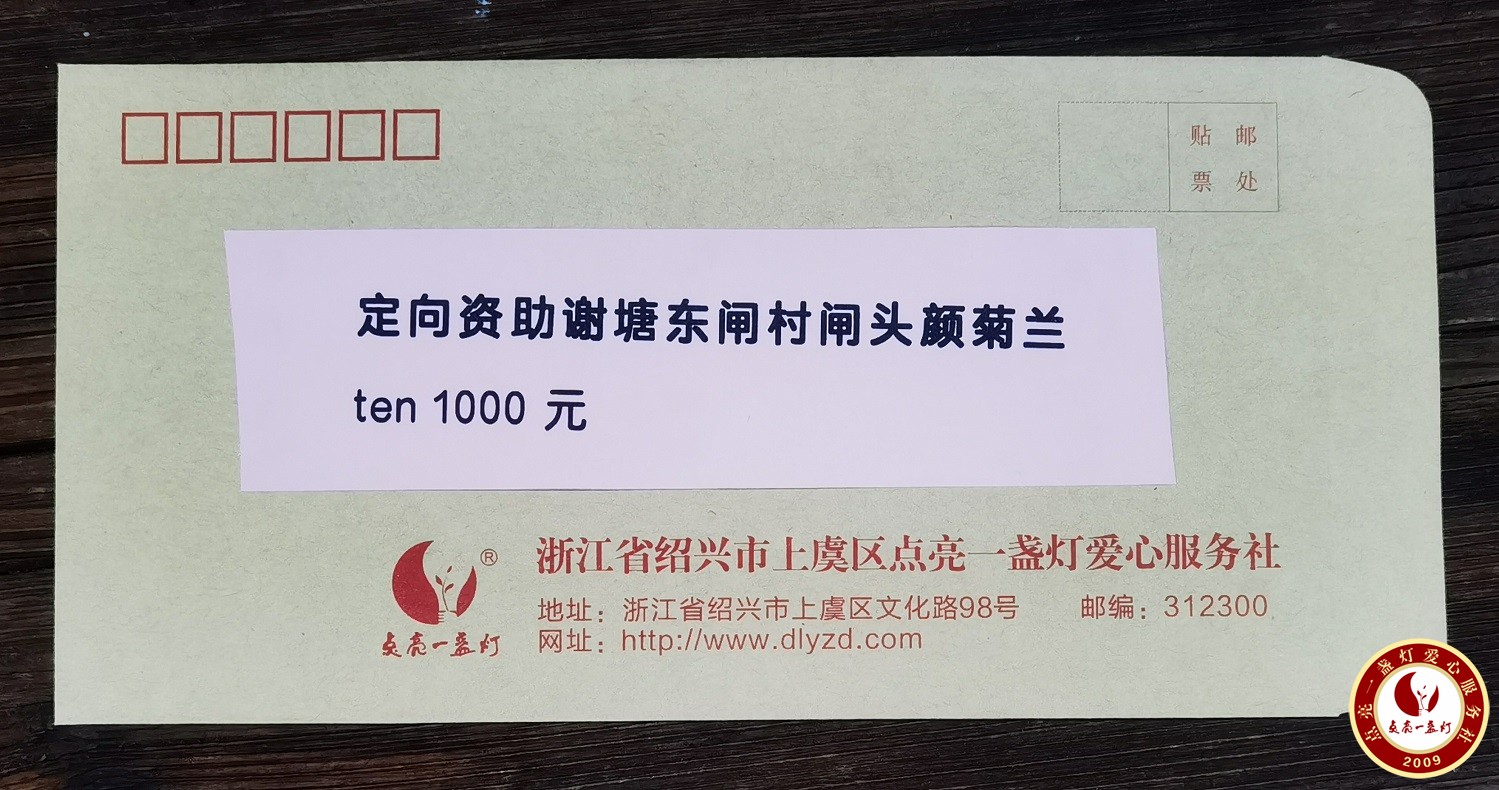 贴 邮
票 处
定向资助谢塘东闸村闸头颜菊兰
ten 1000 元
®
浙江省绍兴市上虞区点亮一盏灯爱心服务社
地址：浙江省绍兴市上虞区文化路98号 邮编：312300
点亮一盏灯
网址：http://www.dlyzd.com
点亮一盏灯爱心服务社
点亮一盏灯
2009